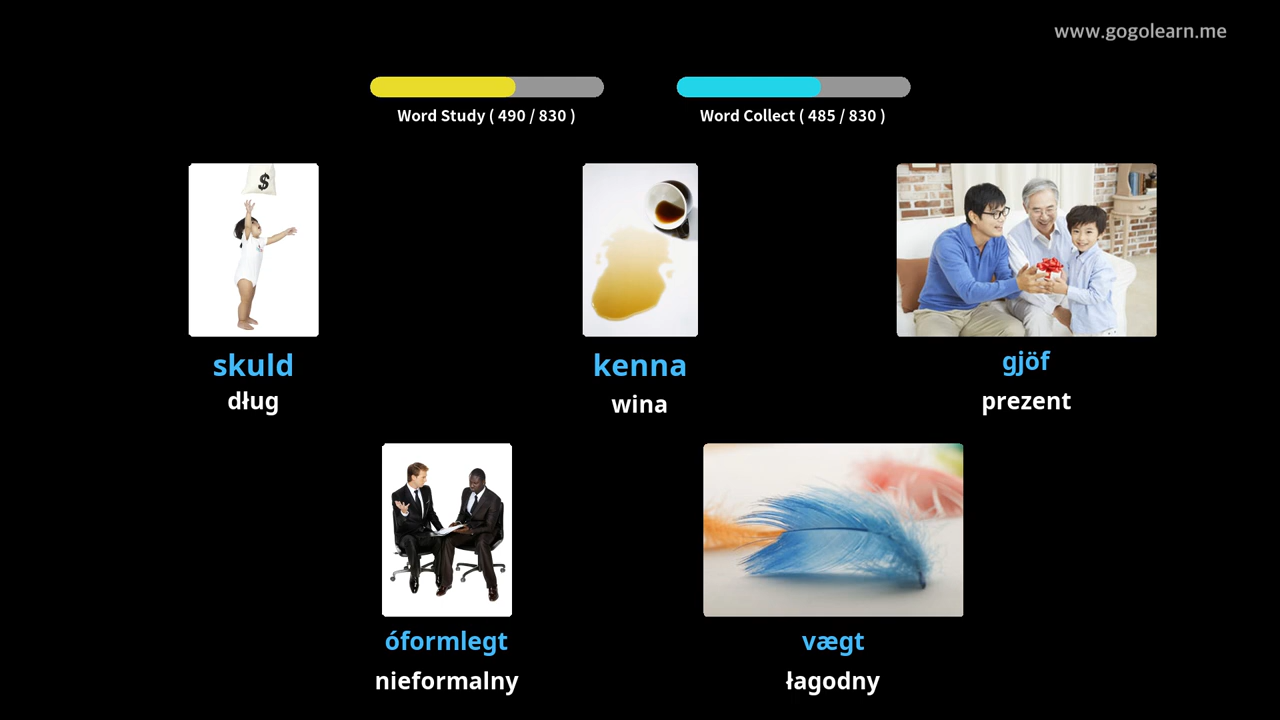 www.gogolearn.me
Word Study ( 490 / 830 )
Word Collect ( 485 / 830 )
$
skuld
dług
kenna
wina
gjöf
prezent
óformlegt
nieformalny
vægt
łagodny